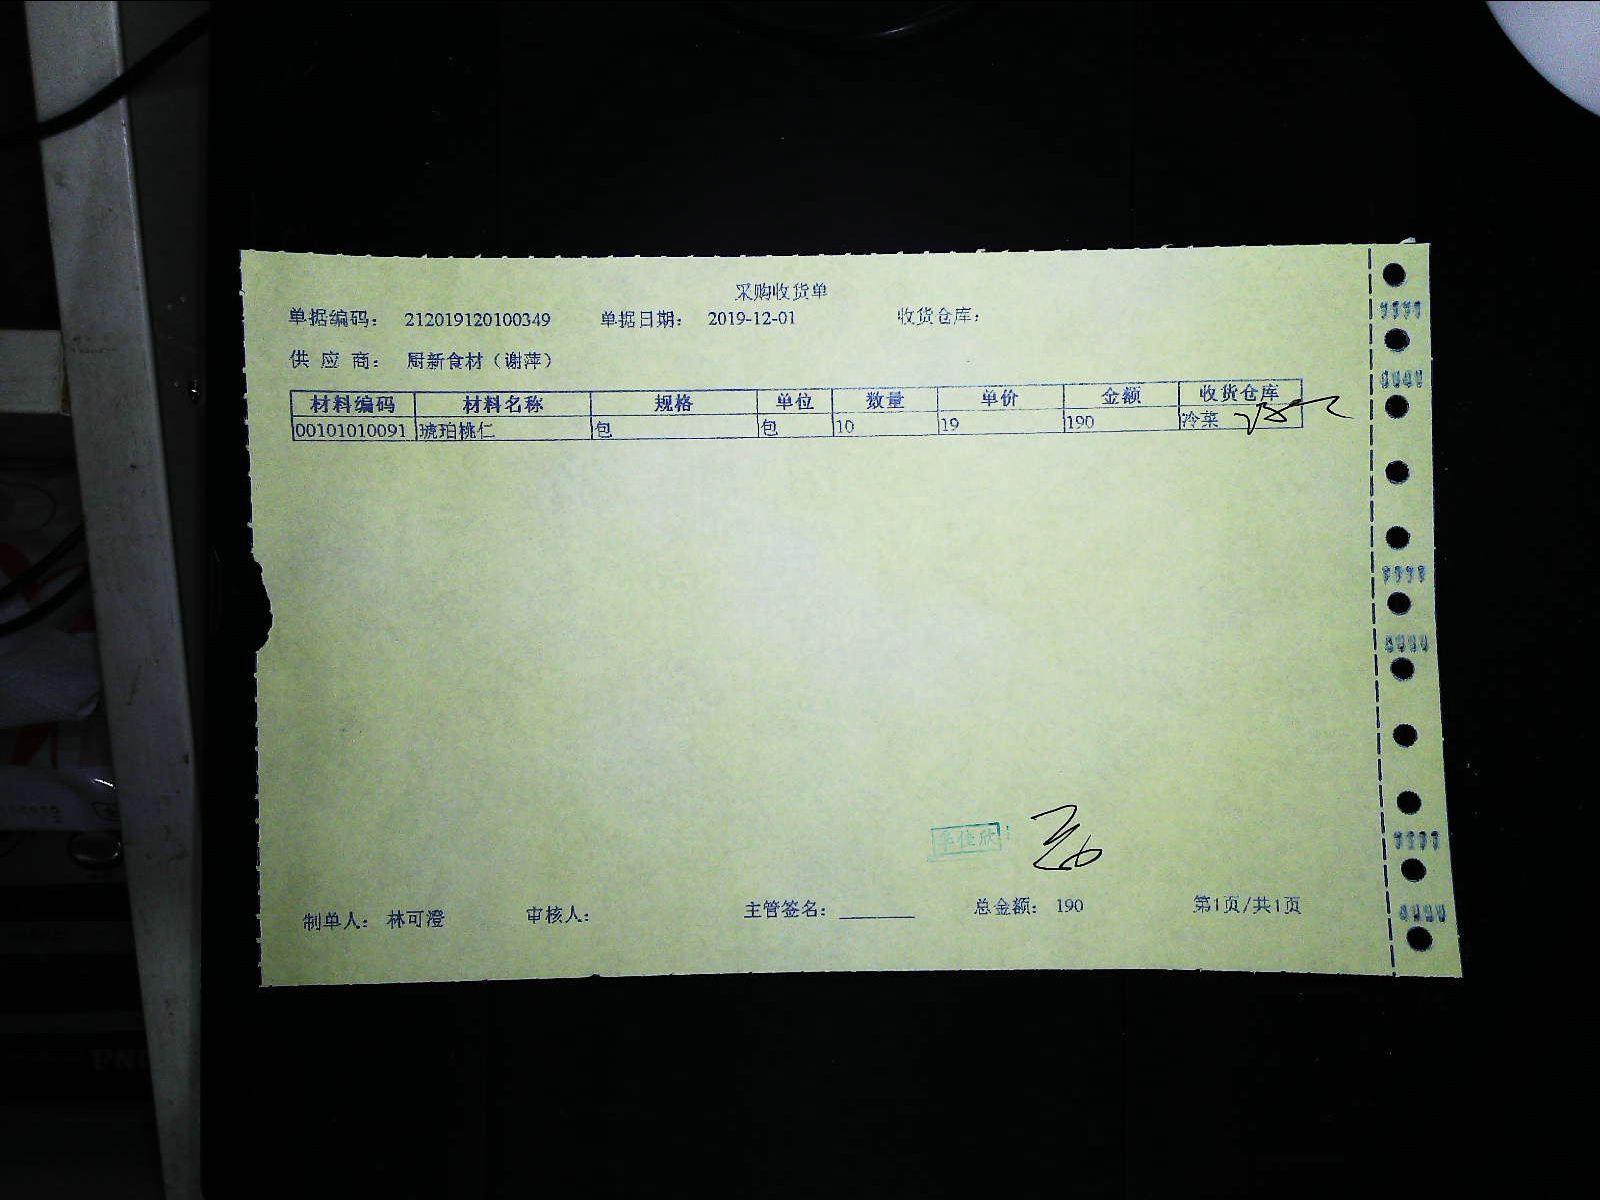 采购收货单
单据编码： 212019120100349 单据日期： 2019-12-01 收货仓库：
供 应 商： 厨新食材（谢萍）
材料编码 材料名称 规格 单位 数量 单价 金额 收货仓库
00101010091 琥珀桃仁 包 包 10 19 190 冷菜
佳欣
制单人： 林可澄 审核人： 主管签名：________ 总金额： 190 第1页/共1页